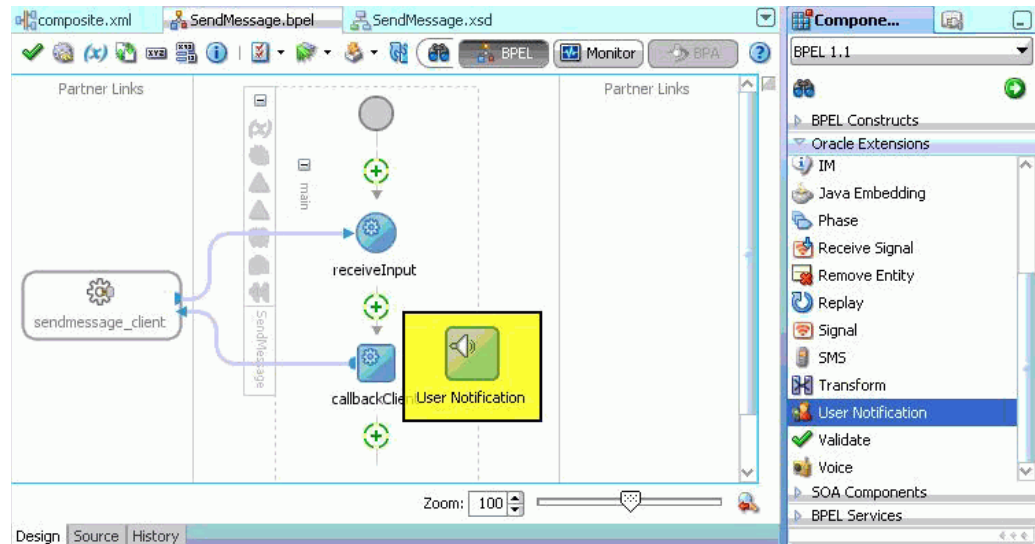 composite.xml
SendMessage.bpel
SendMessage.xsd
BPEL
Monitor
BPA
Partner Links
Partner Links
main
receiveInput
sendmessage_client
SendMessage
User Notification
Zoom: 100
Design Source History
Compone...
BPEL 1.1
BPEL Constructs
Oracle Extensions
IM
Java Embedding
Phase
Receive Signal
Remove Entity
Replay
Signal
SMS
Transform
User Notification
Validate
Voice
SOA Components
BPEL Services